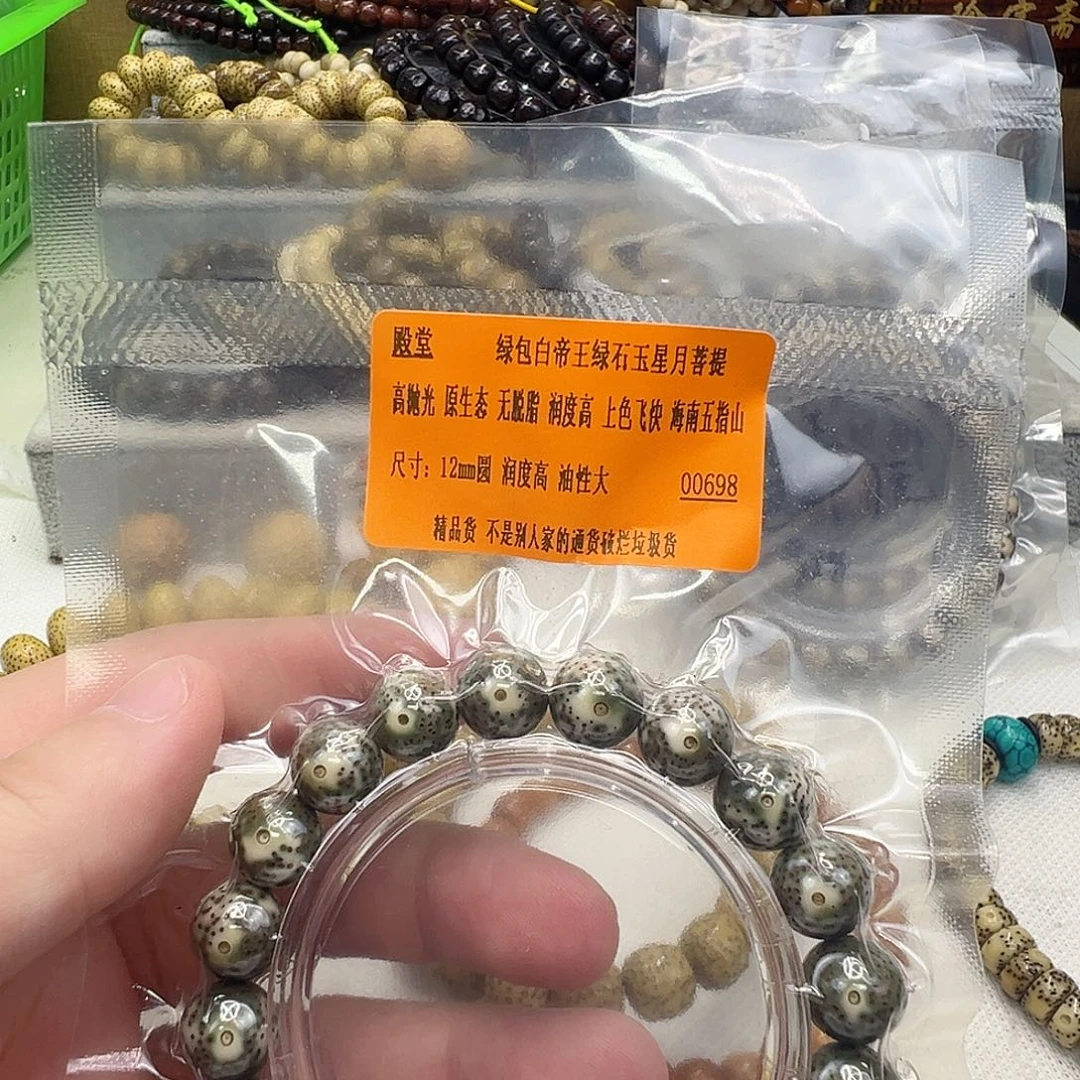 珍宝斋
殿堂 绿包白帝王绿石玉星月菩提
高抛光 原生态 无脱脂 润度高 上色飞快 海南五指山
尺寸：12mm圆 润度高 油性大 00698
精品货 不是别人家的通货破烂垃圾货